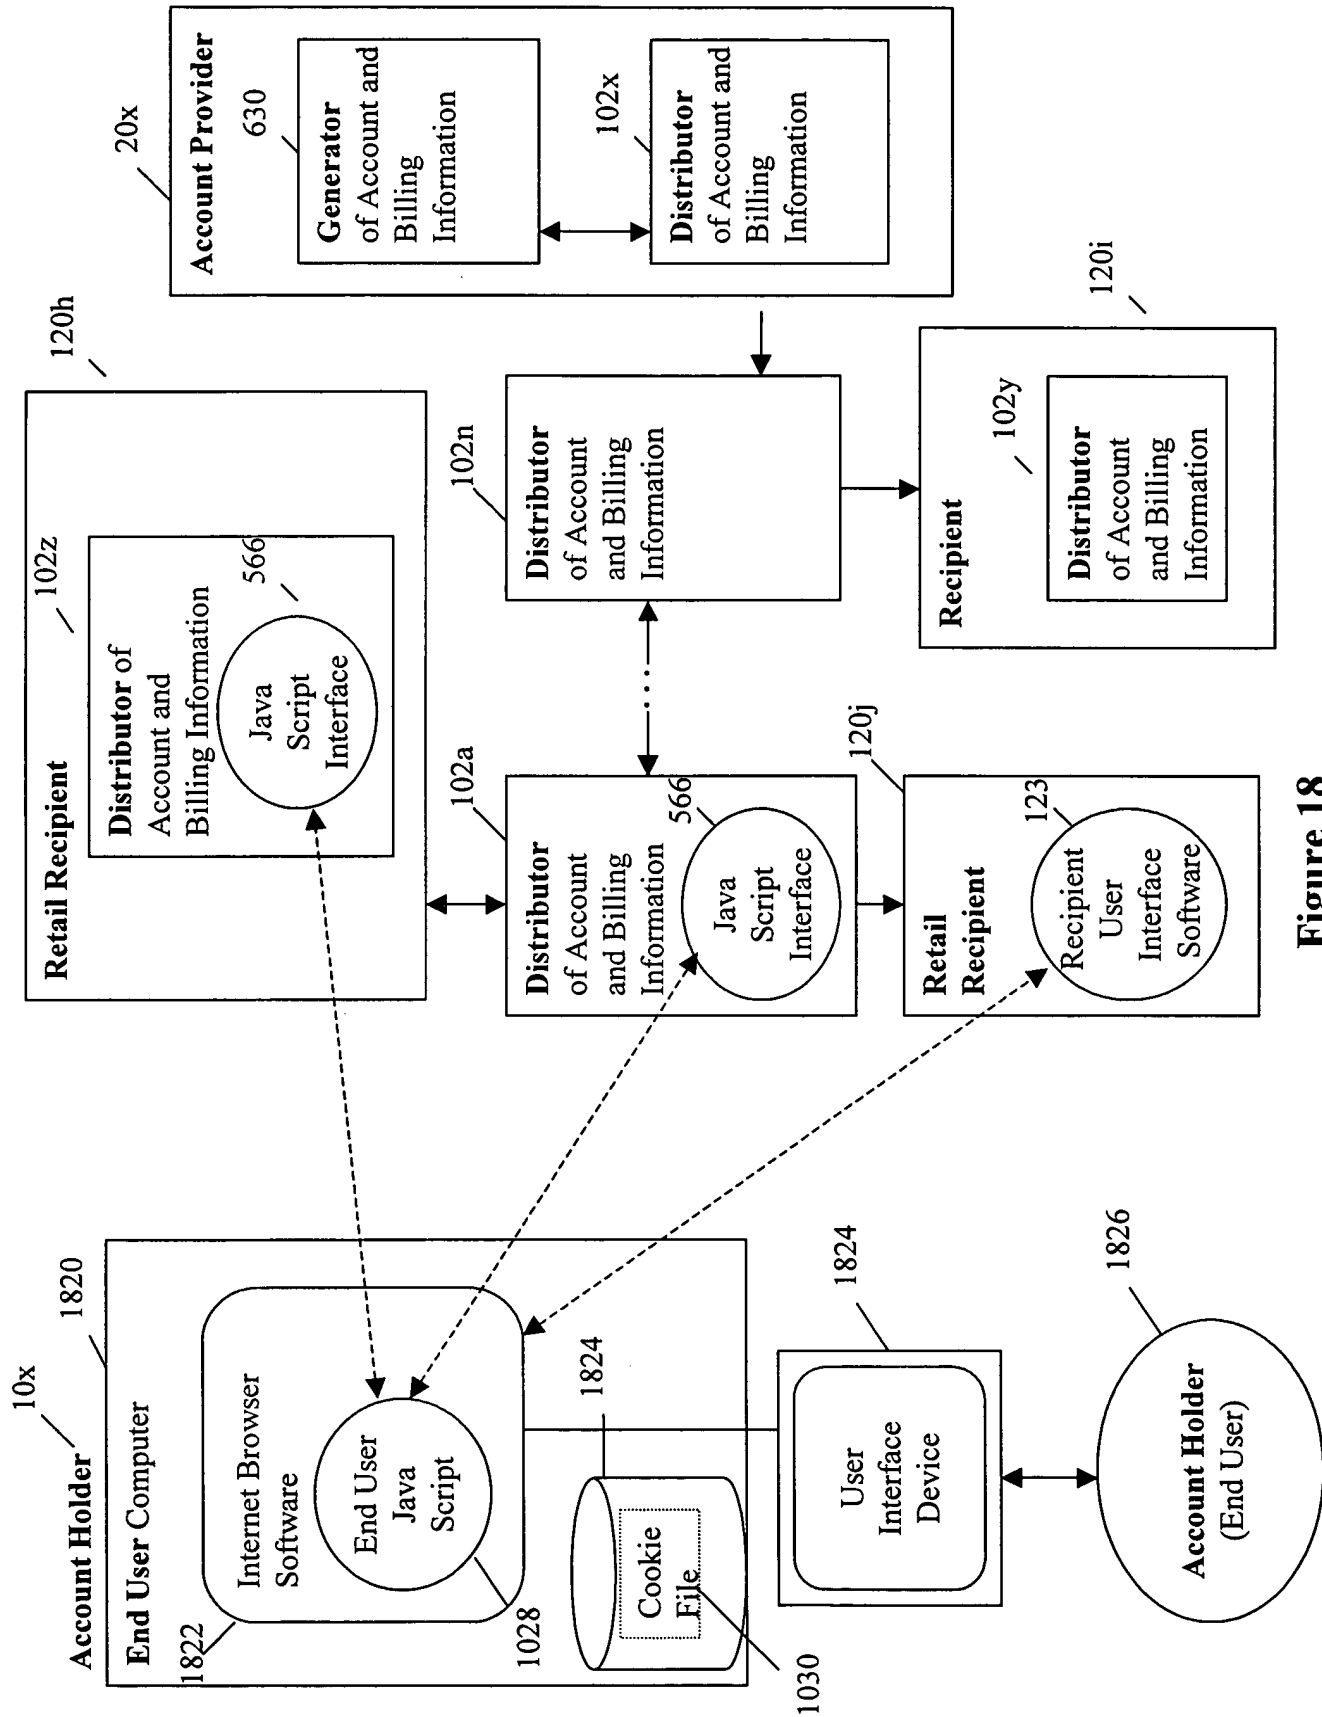 Account Holder
10x
End User Computer
1820
1822
Internet Browser
Software
End User
Java
Script
1028
1824
Cookie
File
1030
User
Interface
Device
1824
Account Holder
(End User)
1826
Retail Recipient
120h
102z
Distributor of
Account and
Billing Information
566
Java
Script
Interface
102a
Distributor
of Account
and Billing
Information
566
Java
Script
Interface
120j
Retail
Recipient
123
Recipient
User
Interface
Software
....
102n
Distributor
of Account
and Billing
Information
Recipient
120i
102y
Distributor
of Account
and Billing
Information
20x
Account Provider
630
Generator
of Account and
Billing
Information
102x
Distributor
of Account and
Billing
Information
Figure 18